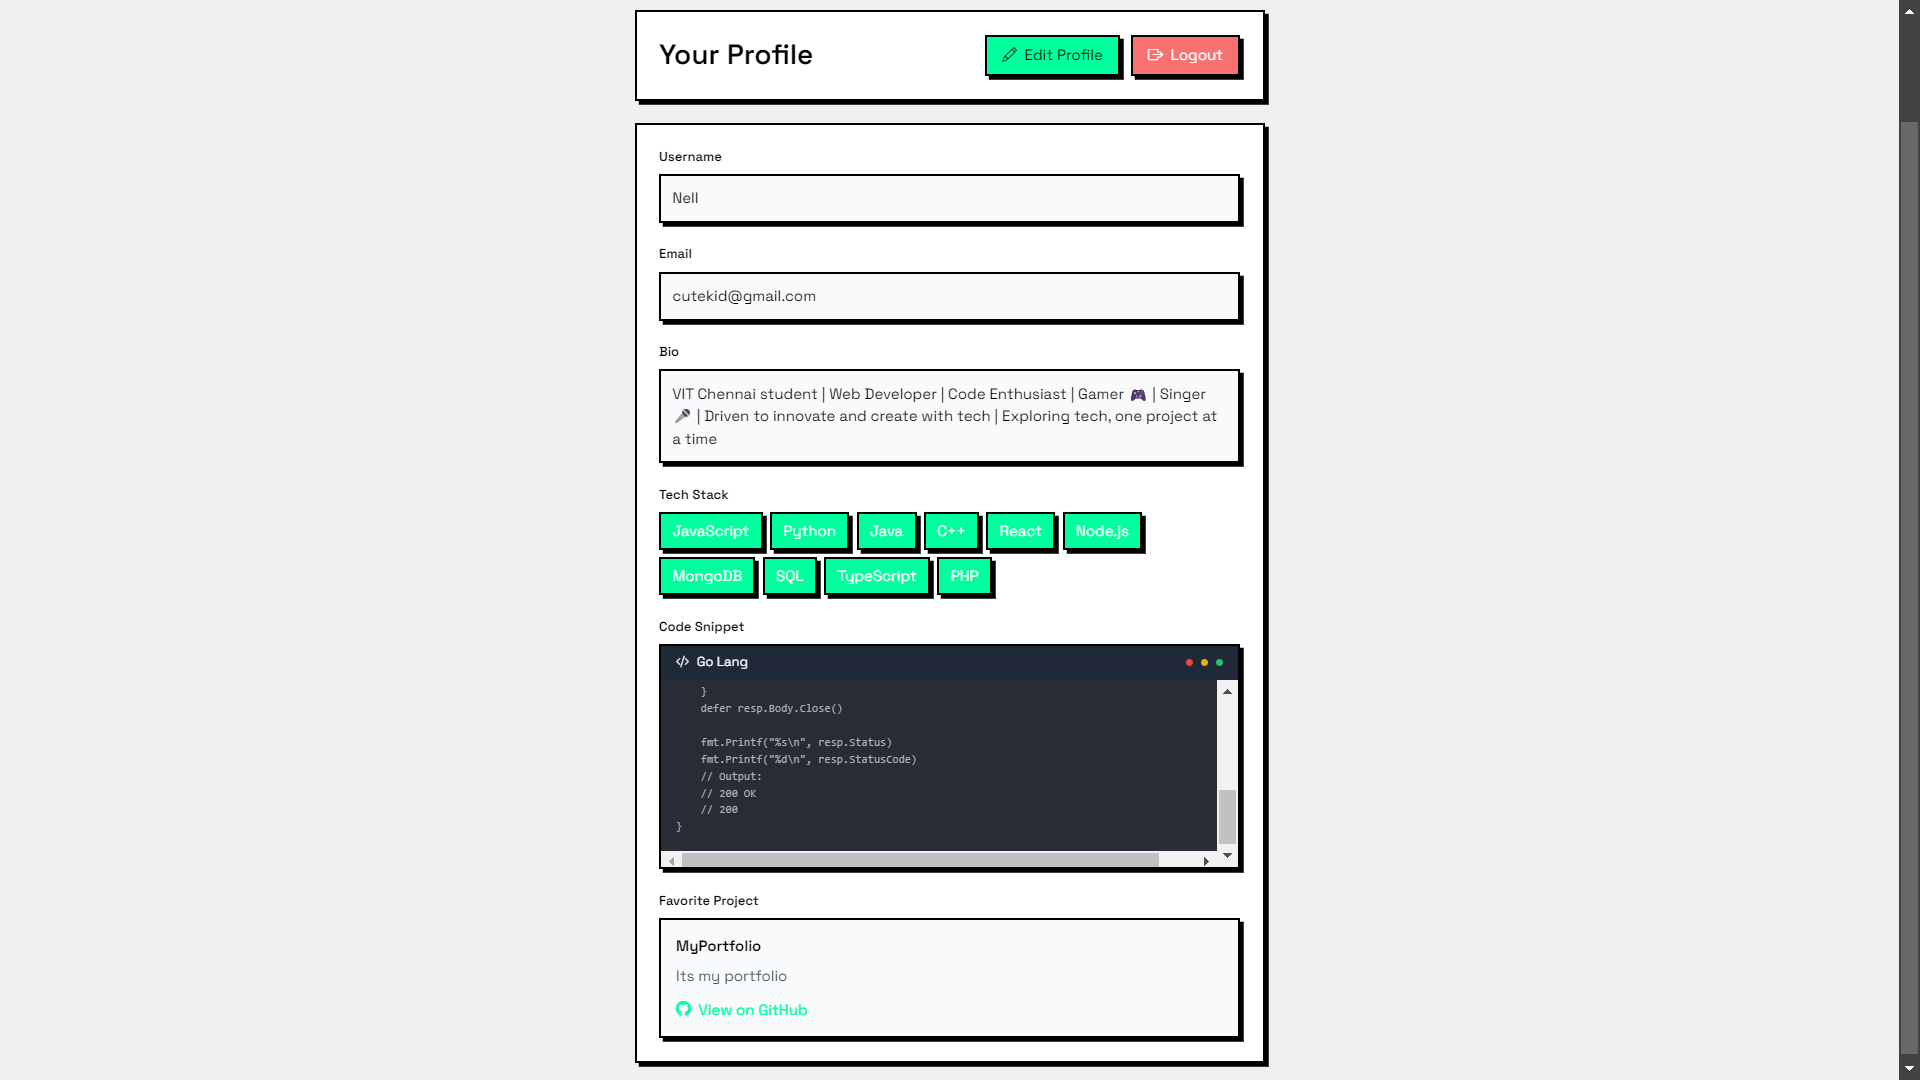 Your Profile
Edit Profile
Logout
Username
Nell
Email
cutekid@gmail.com
Bio
VIT Chennai student | Web Developer | Code Enthusiast | Gamer 🎮 | Singer
🎤 | Driven to innovate and create with tech | Exploring tech, one project at
a time
Tech Stack
JavaScript Python Java C++ React Node.js
MongoDB SQL TypeScript PHP
Code Snippet
</> Go Lang
    }
    defer resp.Body.Close()

    fmt.Printf("%s\n", resp.Status)
    fmt.Printf("%d\n", resp.StatusCode)
    // Output:
    // 200 OK
    // 200
}
Favorite Project
MyPortfolio
Its my portfolio
View on GitHub